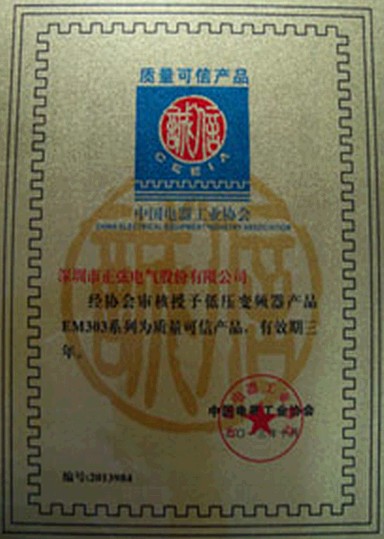 质量可信产品
诚信
CEEIA
中国电器工业协会
CHINA ELECTRICAL EQUIPMENT INDUSTRY ASSOCIATION
深圳市正弦电气股份有限公司
经协会审核授予低压变频器产品
EM303系列为质量可信产品，有效期三
年。
中国电器工业协会
编号:2013984